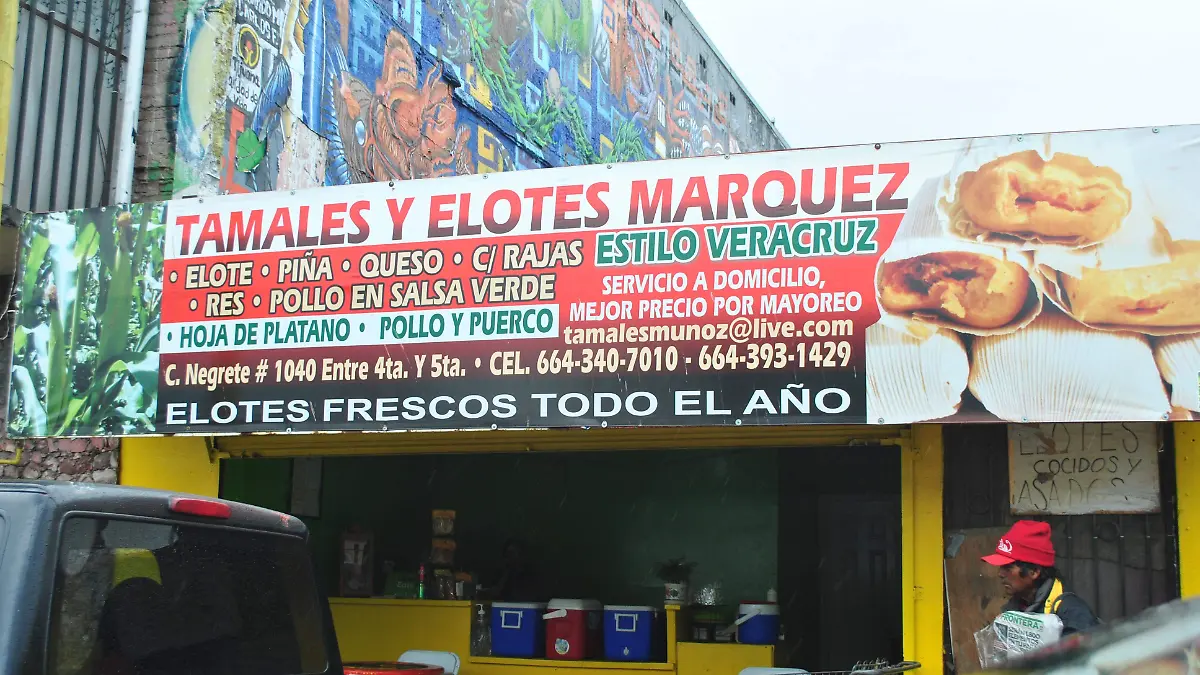 Tijuana
TAMALES Y ELOTES MARQUEZ
• ELOTE • PIÑA • QUESO • C/ RAJAS
• RES • POLLO EN SALSA VERDE
• HOJA DE PLATANO • POLLO Y PUERCO
ESTILO VERACRUZ
SERVICIO A DOMICILIO,
MEJOR PRECIO POR MAYOREO
tamalesmunoz@live.com
C. Negrete # 1040 Entre 4ta. Y 5ta. • CEL. 664-340-7010 - 664-393-1429
ELOTES FRESCOS TODO EL AÑO
ELOTES
COCIDOS Y
ASADOS
FRONTERA